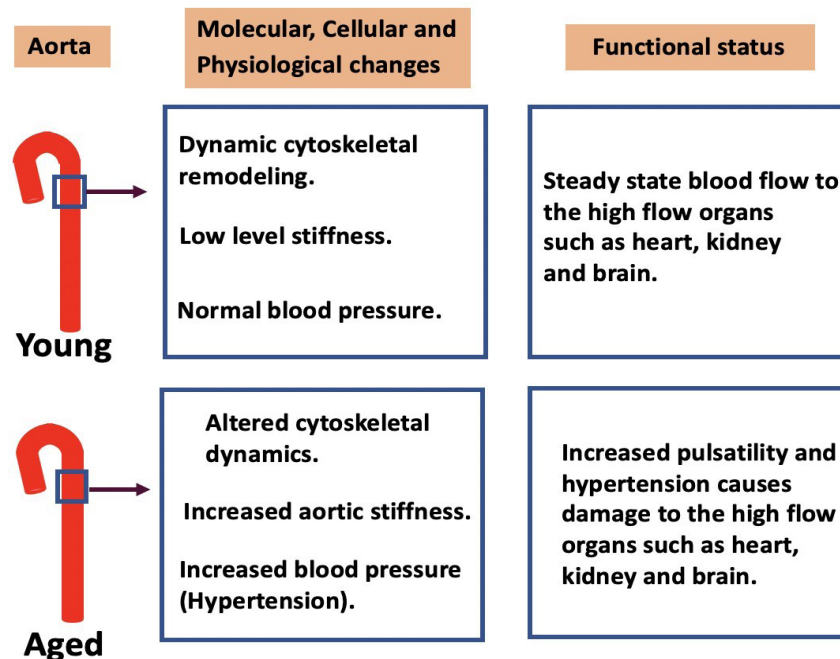 Aorta
Molecular, Cellular and
Physiological changes
Functional status
Young
Dynamic cytoskeletal
remodeling.
Low level stiffness.
Normal blood pressure.
Steady state blood flow to
the high flow organs
such as heart, kidney
and brain.
Aged
Altered cytoskeletal
dynamics.
Increased aortic stiffness.
Increased blood pressure
(Hypertension).
Increased pulsatility and
hypertension causes
damage to the high flow
organs such as heart,
kidney and brain.